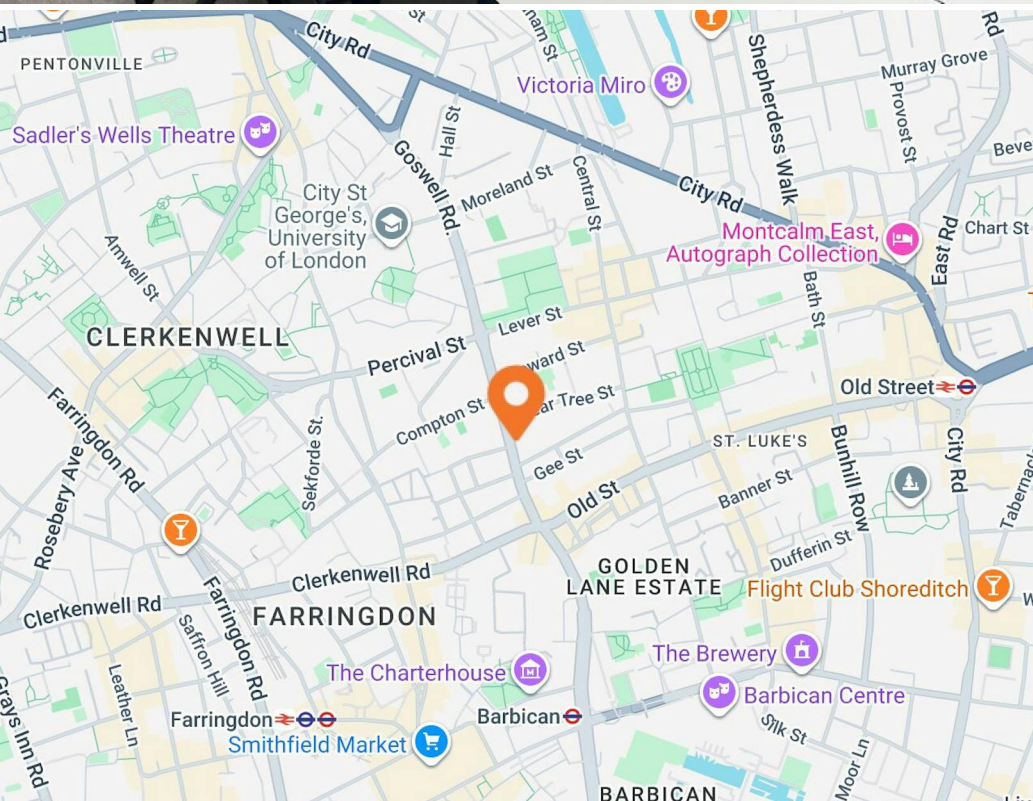 City Rd
St
Rd
PENTONVILLE
Victoria Miro
Murray Grove
Shepherdess Walk
Provost St
Sadler's Wells Theatre
Hall St
Goswell Rd.
Moreland St
Central St
City Rd
City St
George's,
University
of London
Montcalm East,
Autograph Collection
East Rd
Chart St
Amwell St
Bath St
CLERKENWELL
Lever St
Percival St
Compton St
Old Street
Farringdon Rd
Sekforde St.
Gee St
ST. LUKE'S
Old St
Banner St
Bunhill Row
City Rd
Rosebery Ave
Dufferin St
Clerkenwell Rd
GOLDEN
LANE ESTATE
Flight Club Shoreditch
Clerkenwell Rd
Farringdon Rd
FARRINGDON
Saffron Hill
The Charterhouse
The Brewery
Leather Ln
Barbican Centre
Farringdon
Barbican
Smithfield Market
Silk St
Grays Inn Rd
Moor Ln
BARBICAN